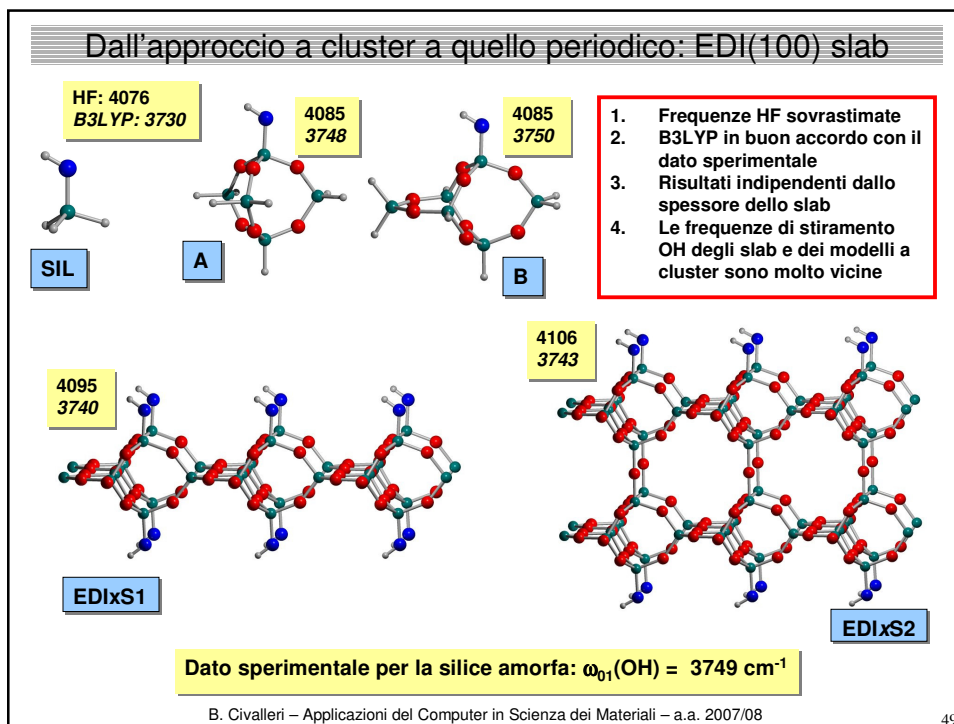 Dall'approccio a cluster a quello periodico: EDI(100) slab
HF: 4076
B3LYP: 3730
SIL
4085
3748
A
4085
3750
B
1. Frequenze HF sovrastimate
2. B3LYP in buon accordo con il
dato sperimentale
3. Risultati indipendenti dallo
spessore dello slab
4. Le frequenze di stiramento
OH degli slab e dei modelli a
cluster sono molto vicine
4095
3740
EDIxS1
4106
3743
EDIxS2
Dato sperimentale per la silice amorfa: ω₀₁(OH) = 3749 cm⁻¹
B. Civalleri – Applicazioni del Computer in Scienza dei Materiali – a.a. 2007/08
49